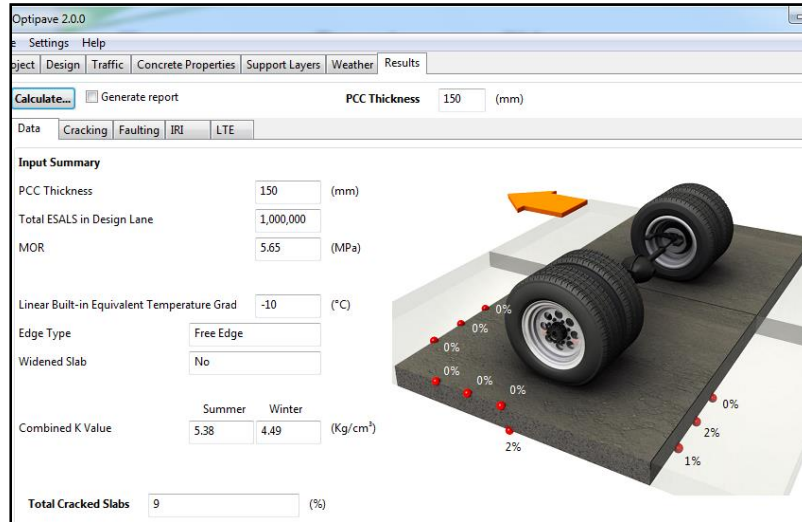 Optipave 2.0.0
e Settings Help
oject Design Traffic Concrete Properties Support Layers Weather Results
Calculate... Generate report PCC Thickness 150 (mm)
Data Cracking Faulting IRI LTE
Input Summary
PCC Thickness 150 (mm)
Total ESALS in Design Lane 1,000,000
MOR 5.65 (MPa)
Linear Built-in Equivalent Temperature Grad -10 (°C)
Edge Type Free Edge
Widened Slab No
Summer Winter
Combined K Value 5.38 4.49 (Kg/cm³)
Total Cracked Slabs 9 (%)
0%
0%
0%
0%
0%
0%
2%
0%
2%
1%